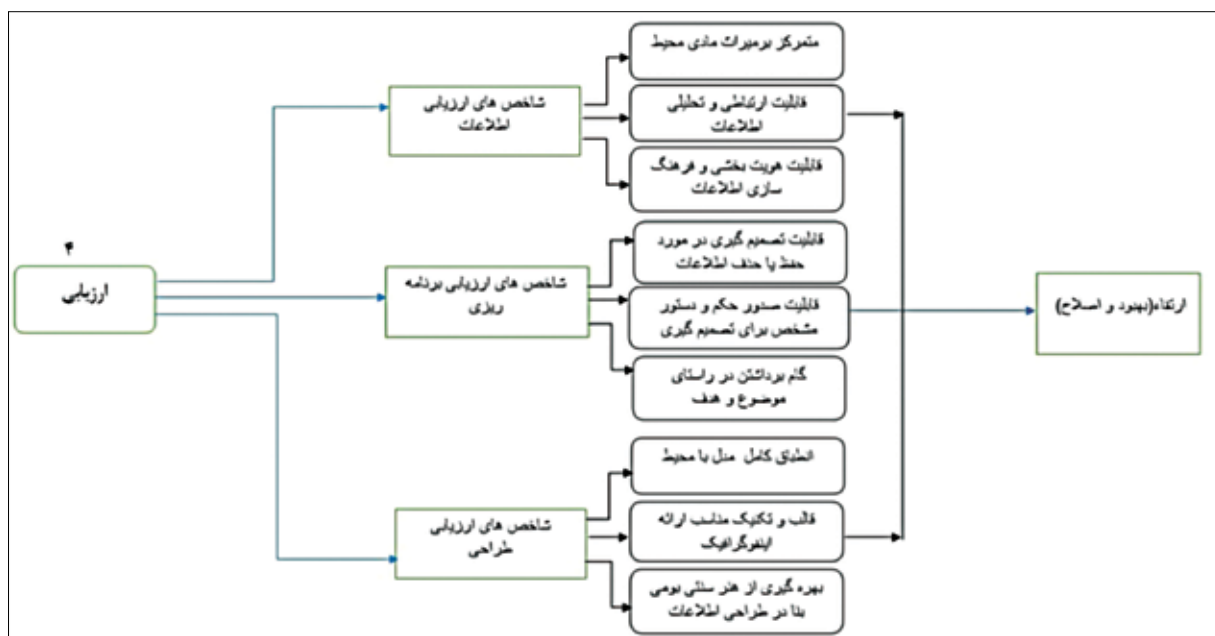 ۴
ارزیابی
شاخص های ارزیابی
اطلاعات
متمرکز برمیراث مادی محیط
قابلیت ارتباطی و تحلیلی
اطلاعات
قابلیت هویت بخشی و فرهنگ
سازی اطلاعات
شاخص های ارزیابی برنامه
ریزی
قابلیت تصمیم گیری در مورد
حفظ یا حذف اطلاعات
قابلیت صدور حکم و دستور
مشخص برای تصمیم گیری
گام برداشتن در راستای
موضوع و هدف
شاخص های ارزیابی
طراحی
انطباق کامل مدل با محیط
قالب و تکنیک مناسب ارائه
اینفوگرافیک
بهره گیری از هنر سنتی بومی
بنا در طراحی اطلاعات
ارتقاء(بهبود و اصلاح)